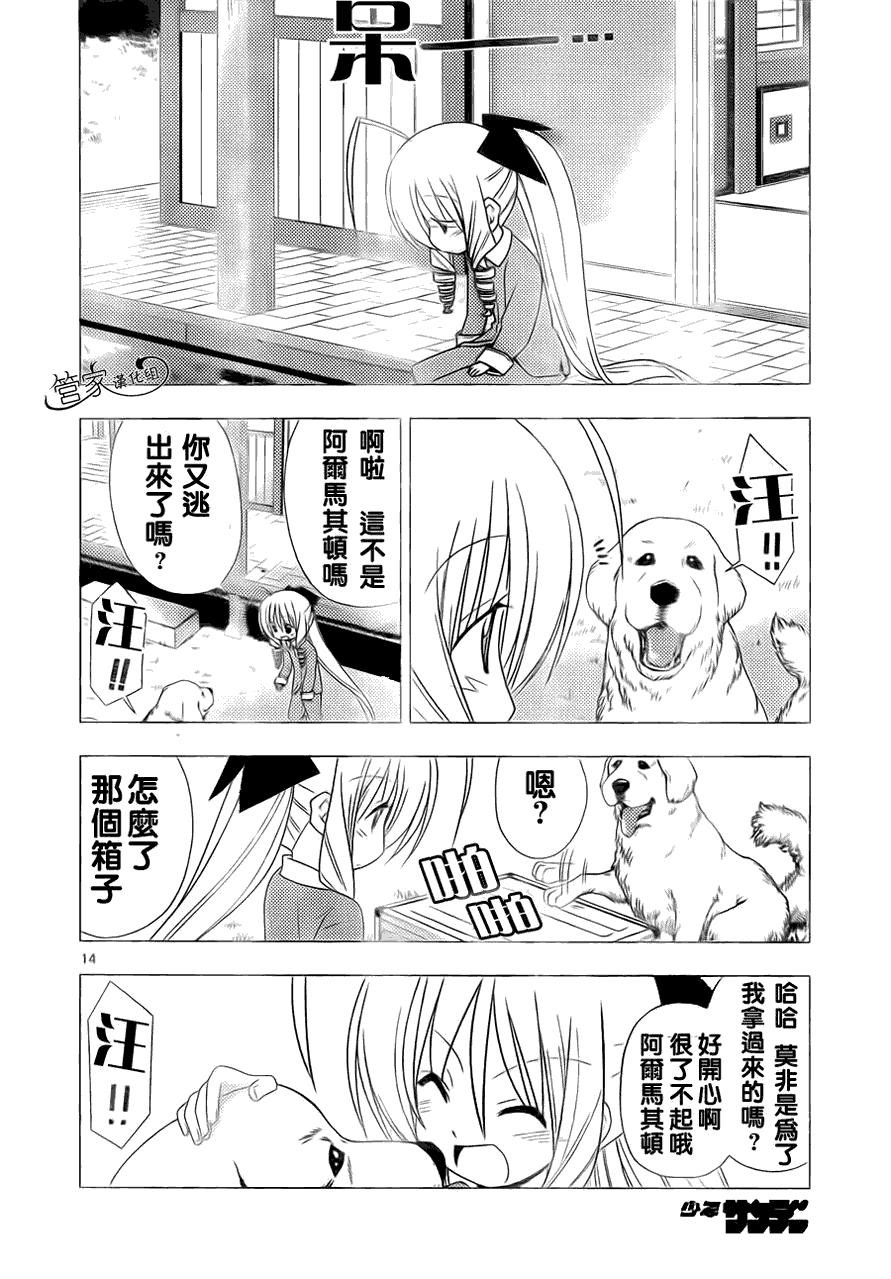 呆——…
管家漢化組
汪!!
啊啦 這不是
阿爾馬其頓嗎
你又逃
出來了嗎?
汪!!
嗯?
啪
啪
怎麼了
那個箱子
14
哈哈 莫非是為了
我拿過來的嗎?
好開心啊
很了不起哦
阿爾馬其頓
汪!!
少年サンデー